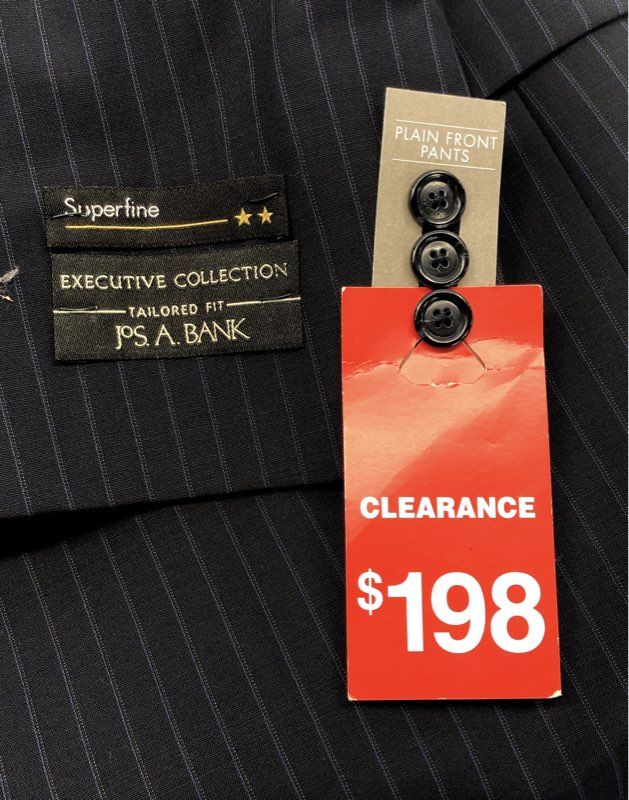 Superfine
EXECUTIVE COLLECTION
TAILORED FIT
JOS. A. BANK
PLAIN FRONT
PANTS
CLEARANCE
$198